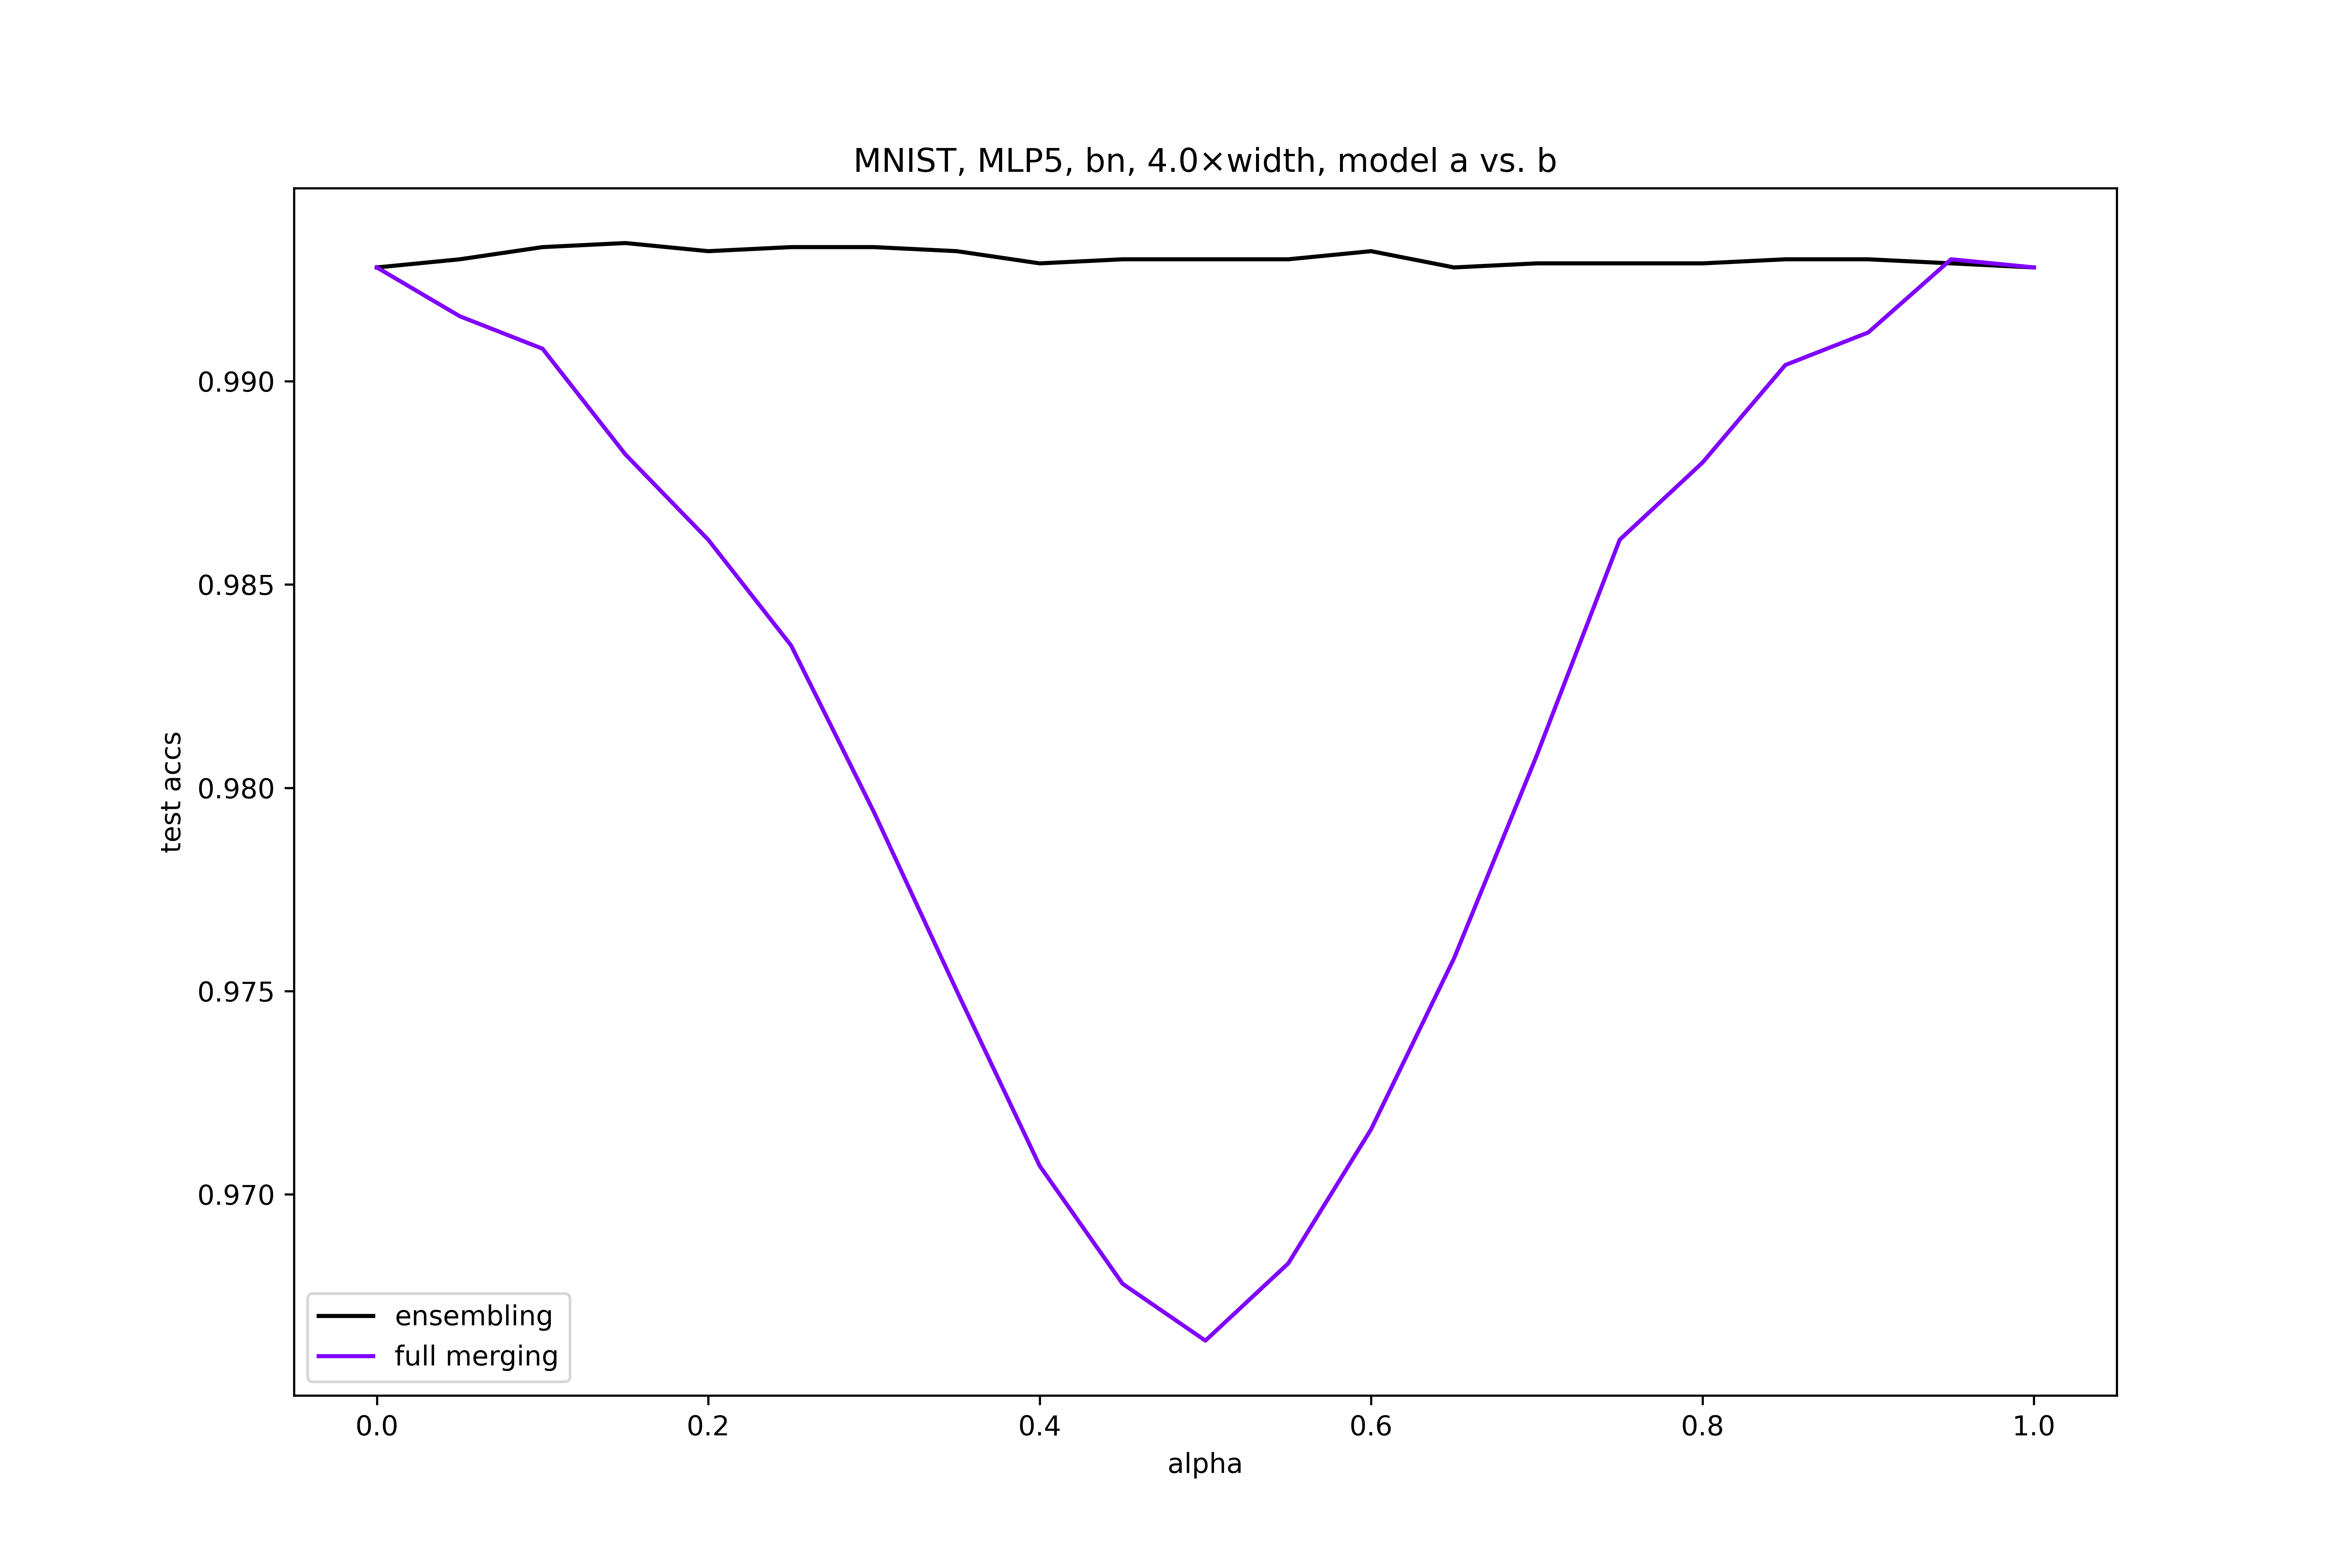 MNIST, MLP5, bn, 4.0×width, model a vs. b
0.990
0.985
0.980
0.975
0.970
test accs
ensembling
full merging
0.0
0.2
0.4
0.6
0.8
1.0
alpha